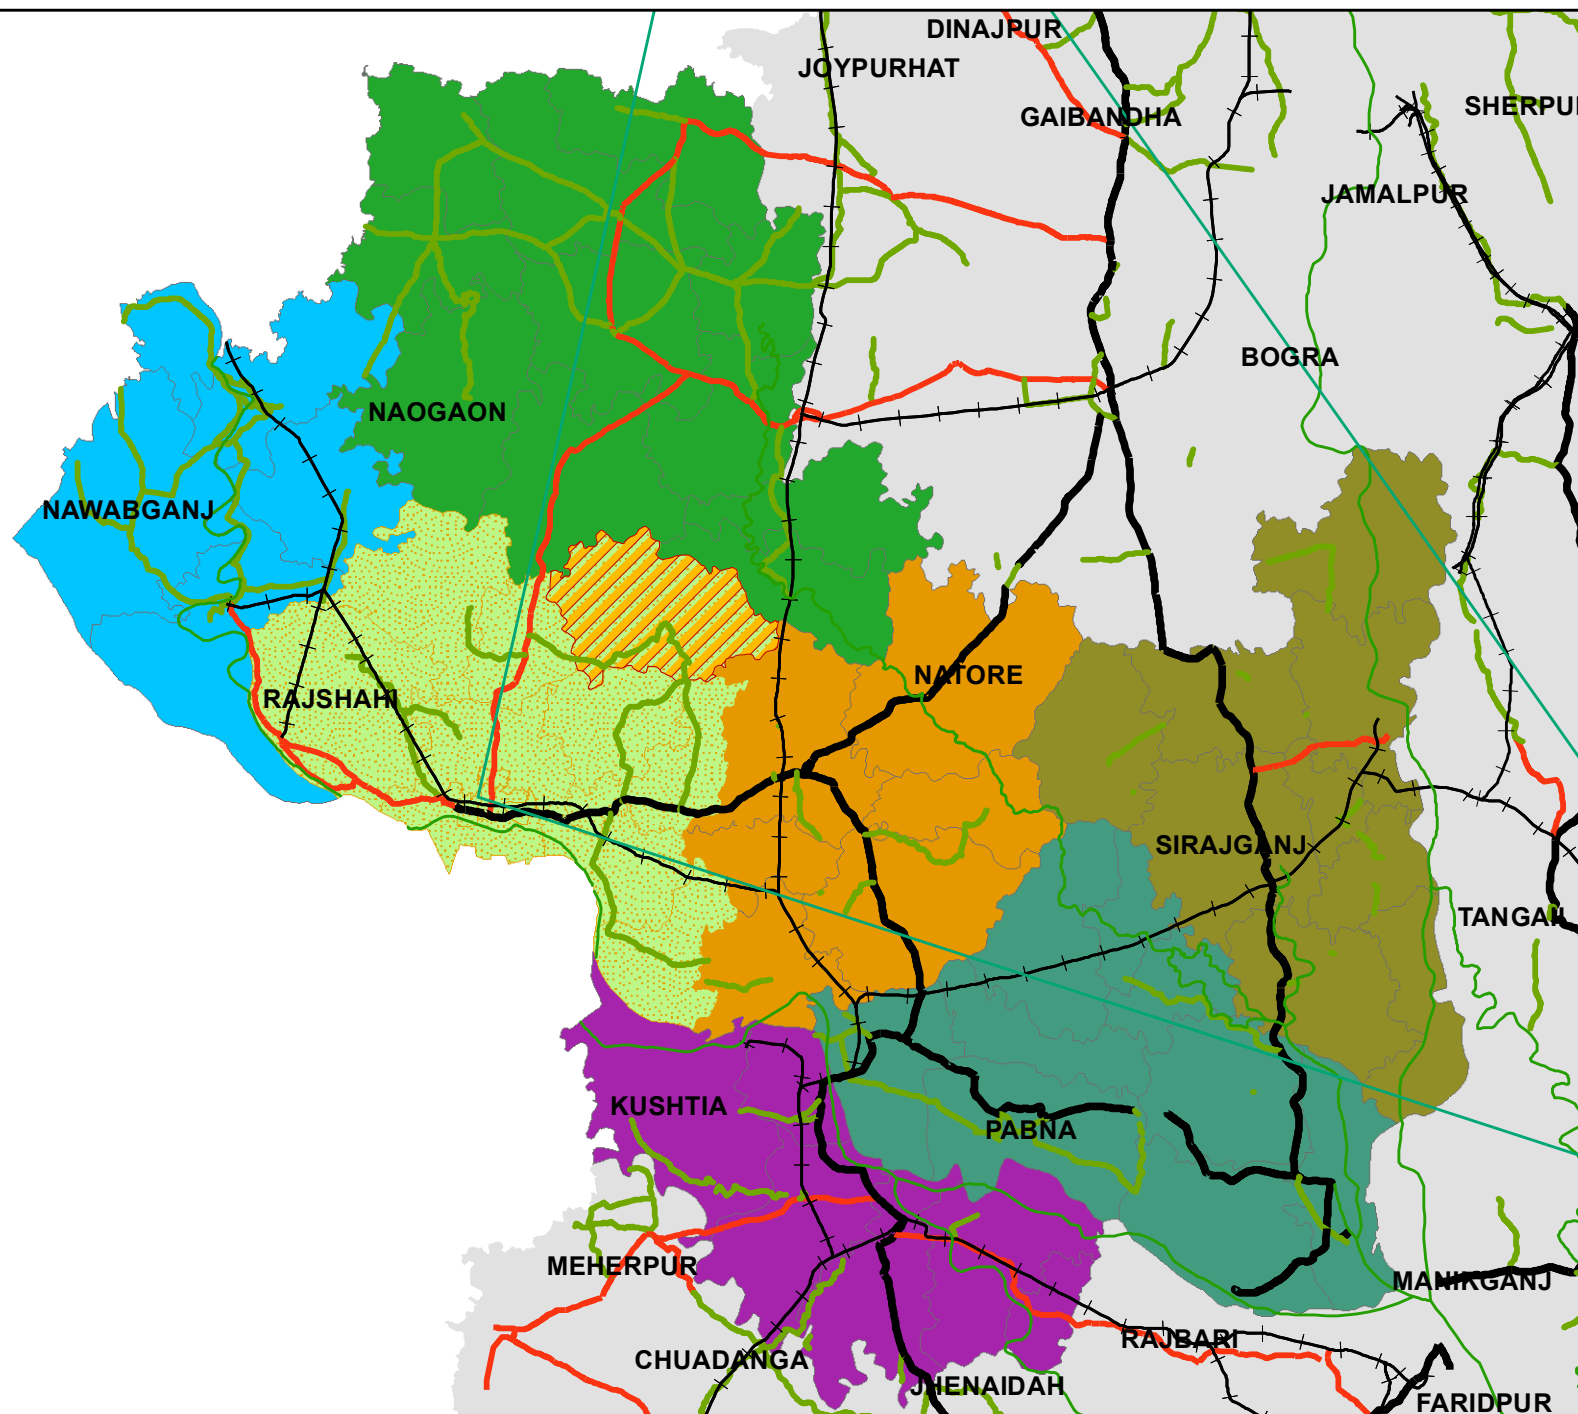 DINAJPUR
JOYPURHAT
GAIBANDHA
SHERPU
JAMALPUR
BOGRA
NAOGAON
NAWABGANJ
NATORE
RAJSHAHI
SIRAJGANJ
TANGAIL
KUSHTIA
PABNA
MEHERPUR
MANIKGANJ
RAJBARI
CHUADANGA
JHENAIDAH
FARIDPUR